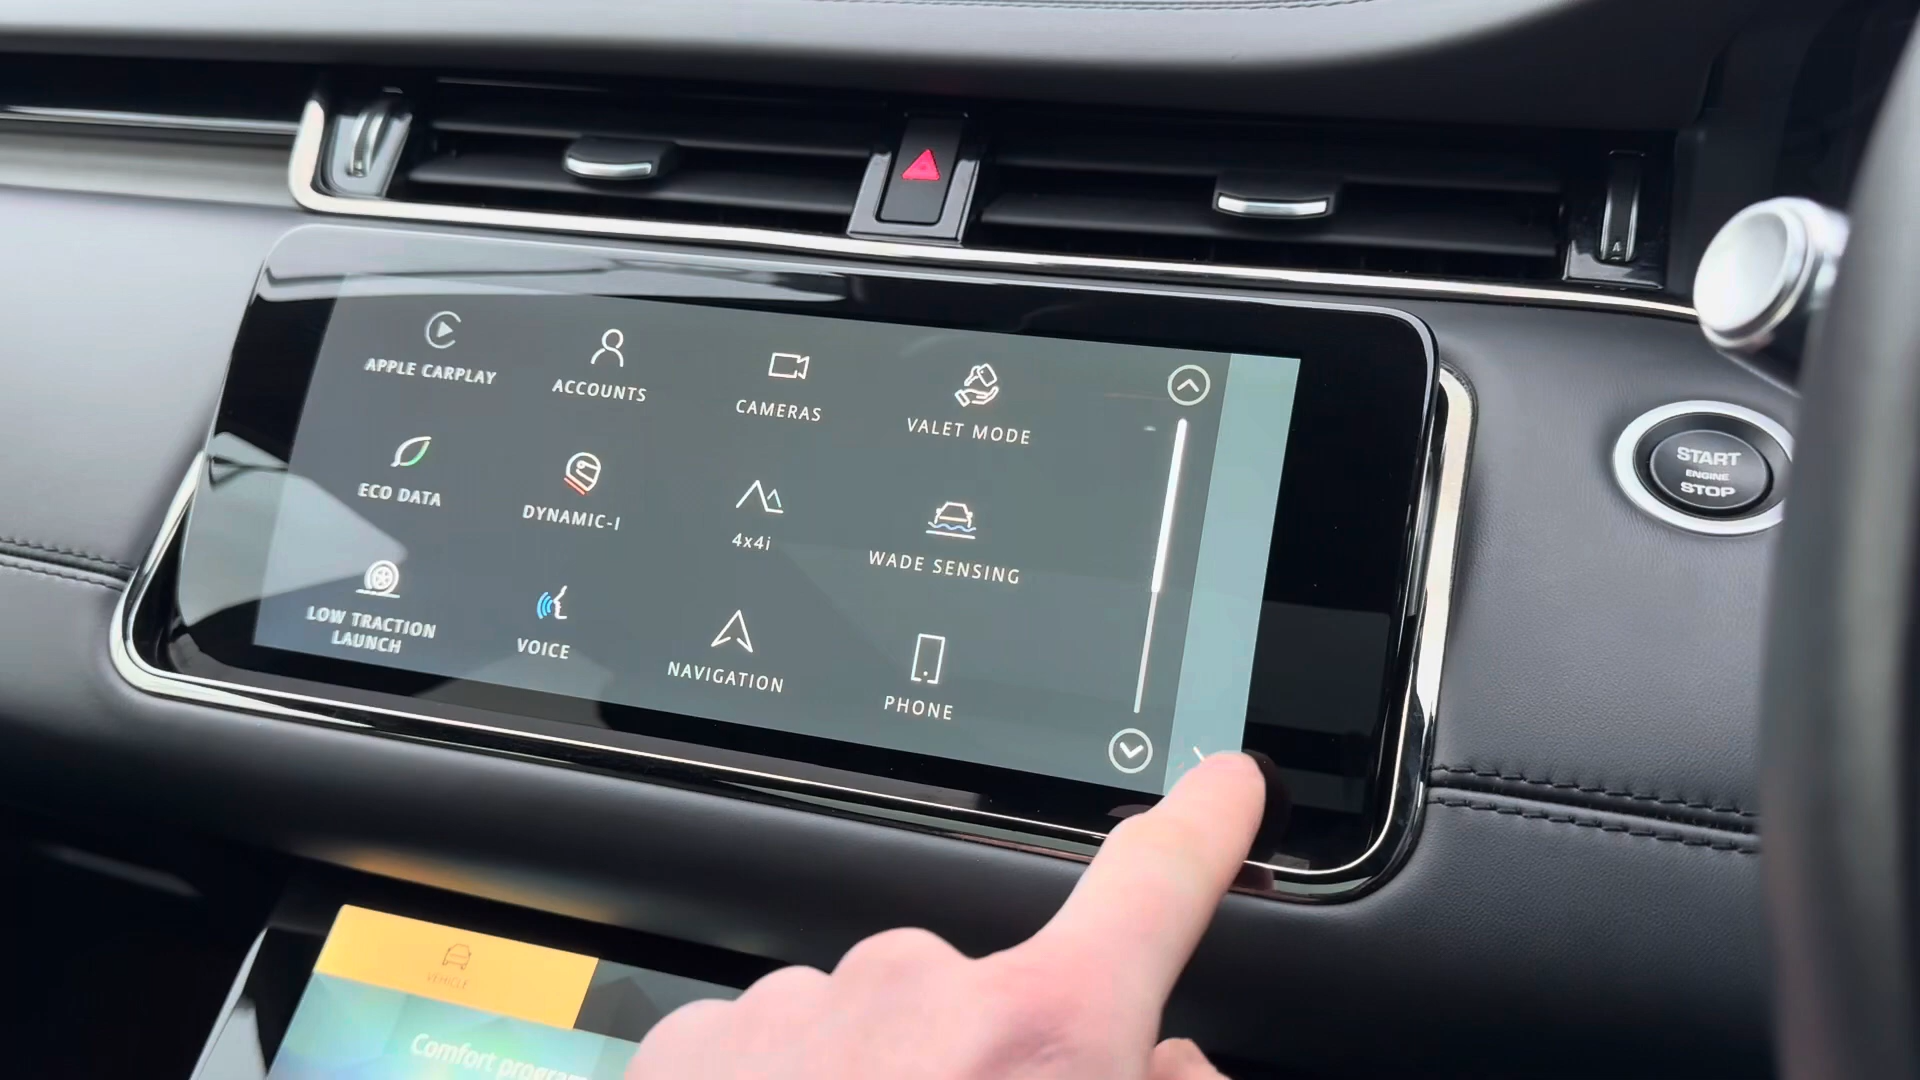 APPLE CARPLAY
ACCOUNTS
CAMERAS
VALET MODE
ECO DATA
DYNAMIC-I
4x4i
WADE SENSING
LOW TRACTION
LAUNCH
VOICE
NAVIGATION
PHONE
START
ENGINE
STOP
VEHICLE
Comfort program